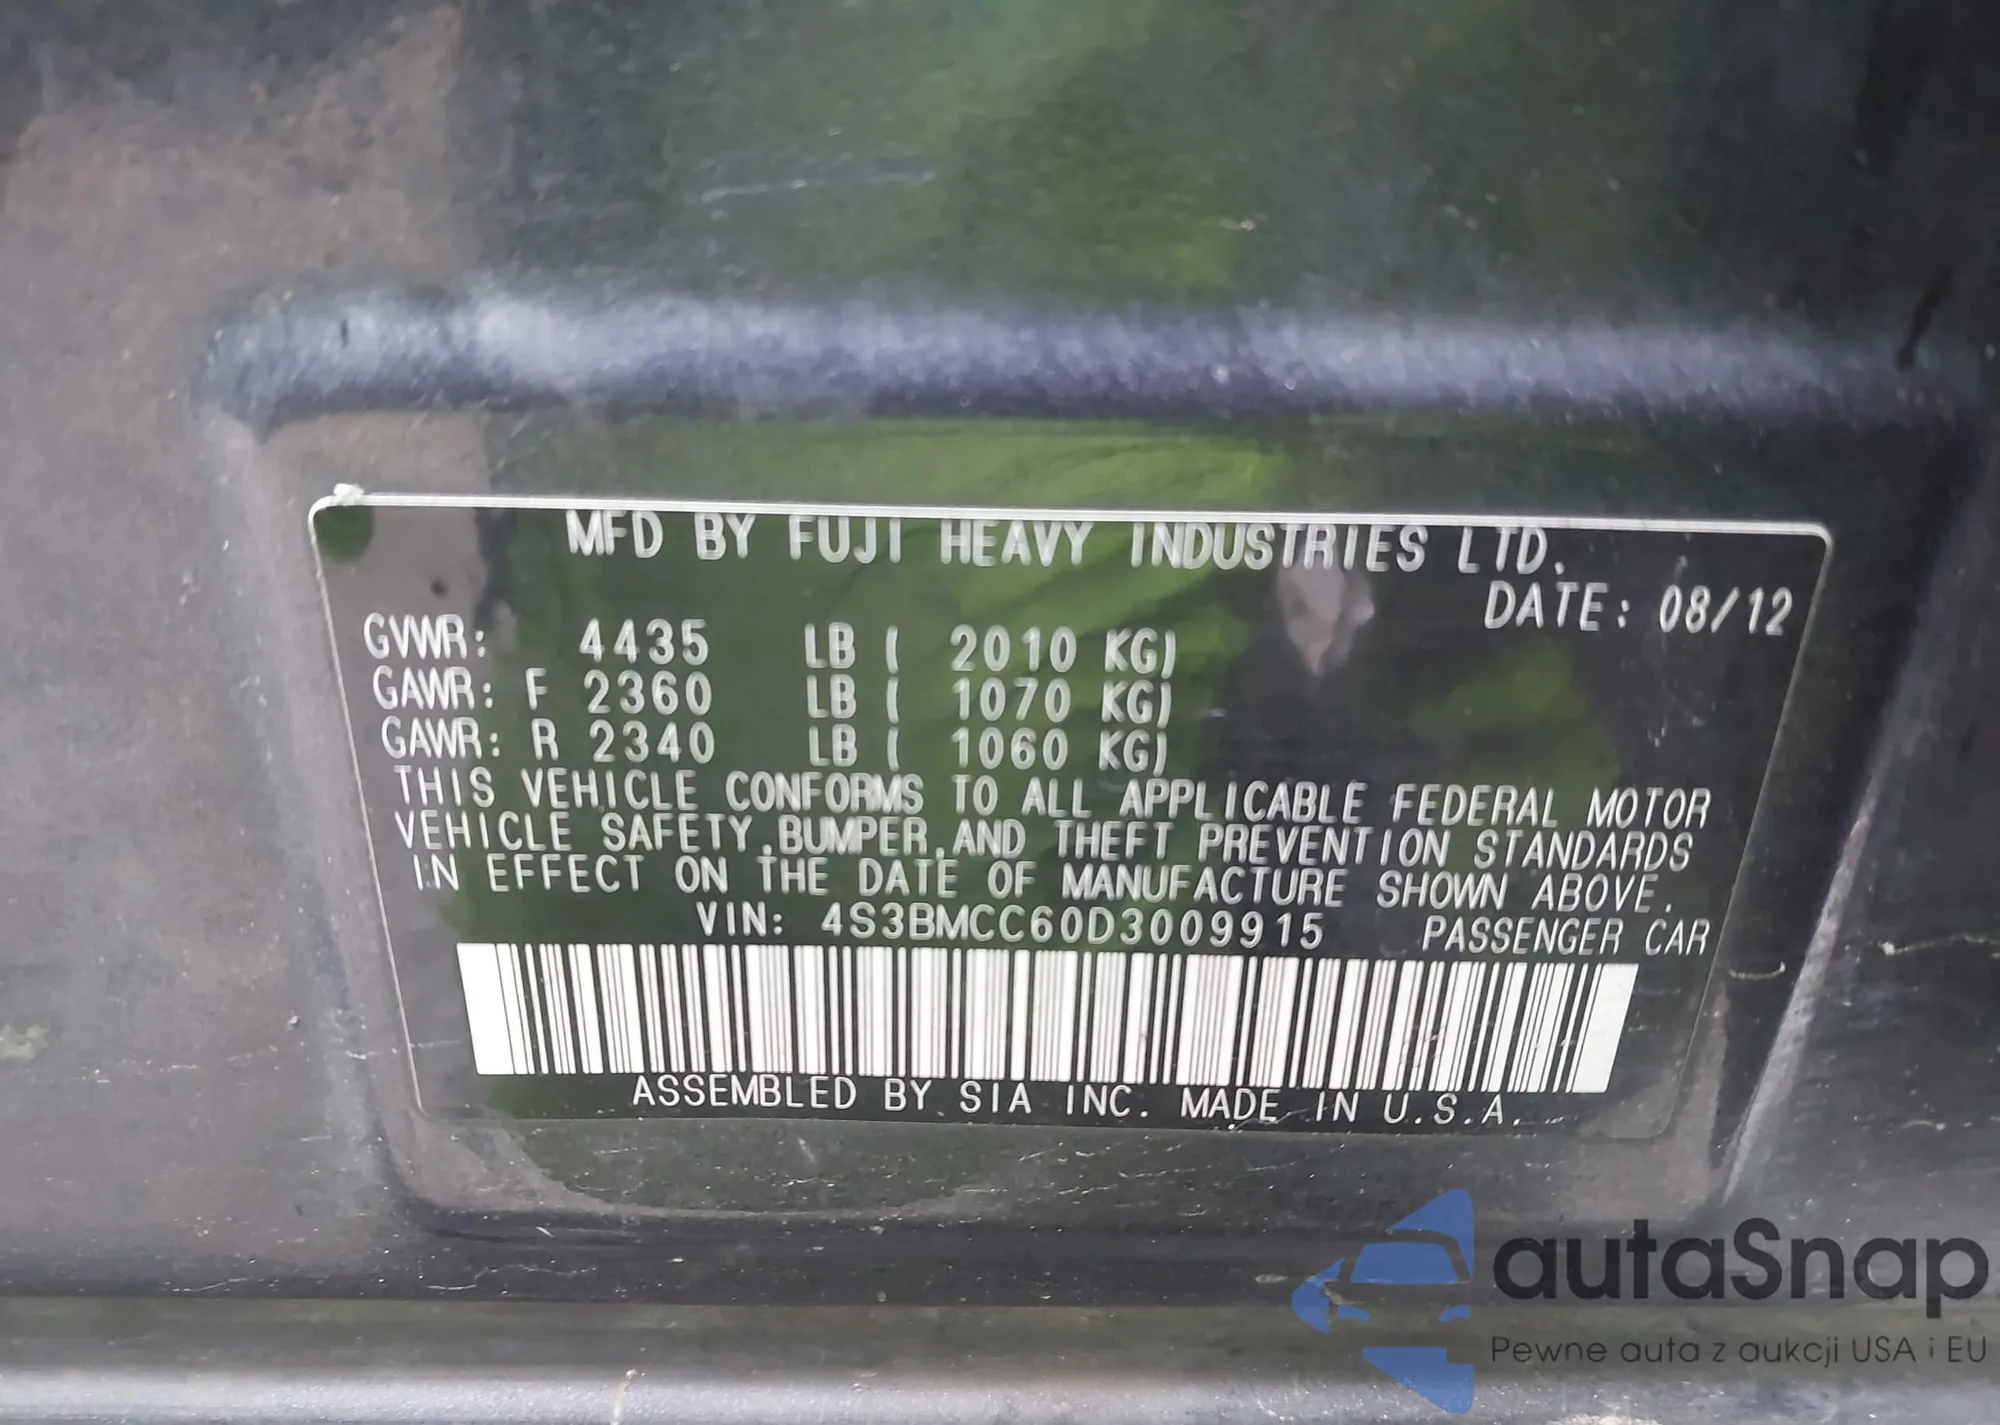 MFD BY FUJI HEAVY INDUSTRIES LTD.
DATE: 08/12
GVWR: 4435 LB ( 2010 KG)
GAWR: F 2360 LB ( 1070 KG)
GAWR: R 2340 LB ( 1060 KG)
THIS VEHICLE CONFORMS TO ALL APPLICABLE FEDERAL MOTOR
VEHICLE SAFETY,BUMPER,AND THEFT PREVENTION STANDARDS
IN EFFECT ON THE DATE OF MANUFACTURE SHOWN ABOVE.
VIN: 4S3BMCC60D3009915 PASSENGER CAR
ASSEMBLED BY SIA INC. MADE IN U.S.A.
autaSnap
Pewne auta z aukcji USA i EU